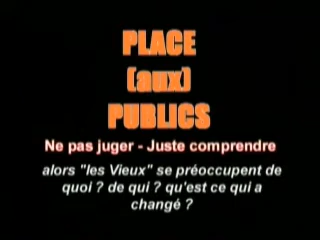 PLACE
(aux)
PUBLICS
Ne pas juger - Juste comprendre
alors "les Vieux" se préoccupent de
quoi ? de qui ? qu'est ce qui a
changé ?